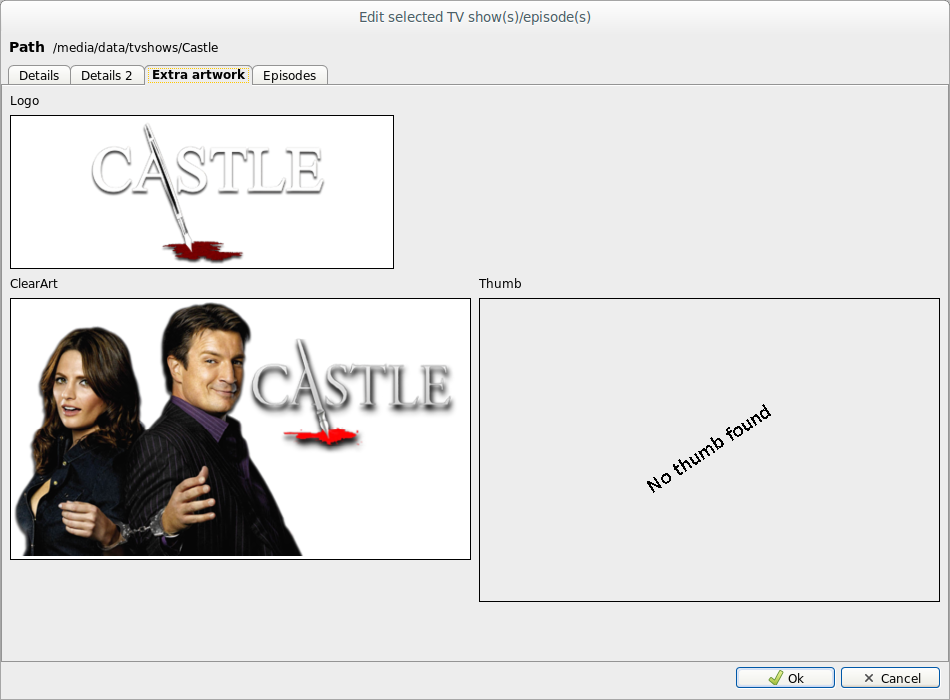 Edit selected TV show(s)/episode(s)
Path /media/data/tvshows/Castle
Details Details 2 Extra artwork Episodes
Logo
CASTLE
ClearArt Thumb
CASTLE
No thumb found
Ok Cancel